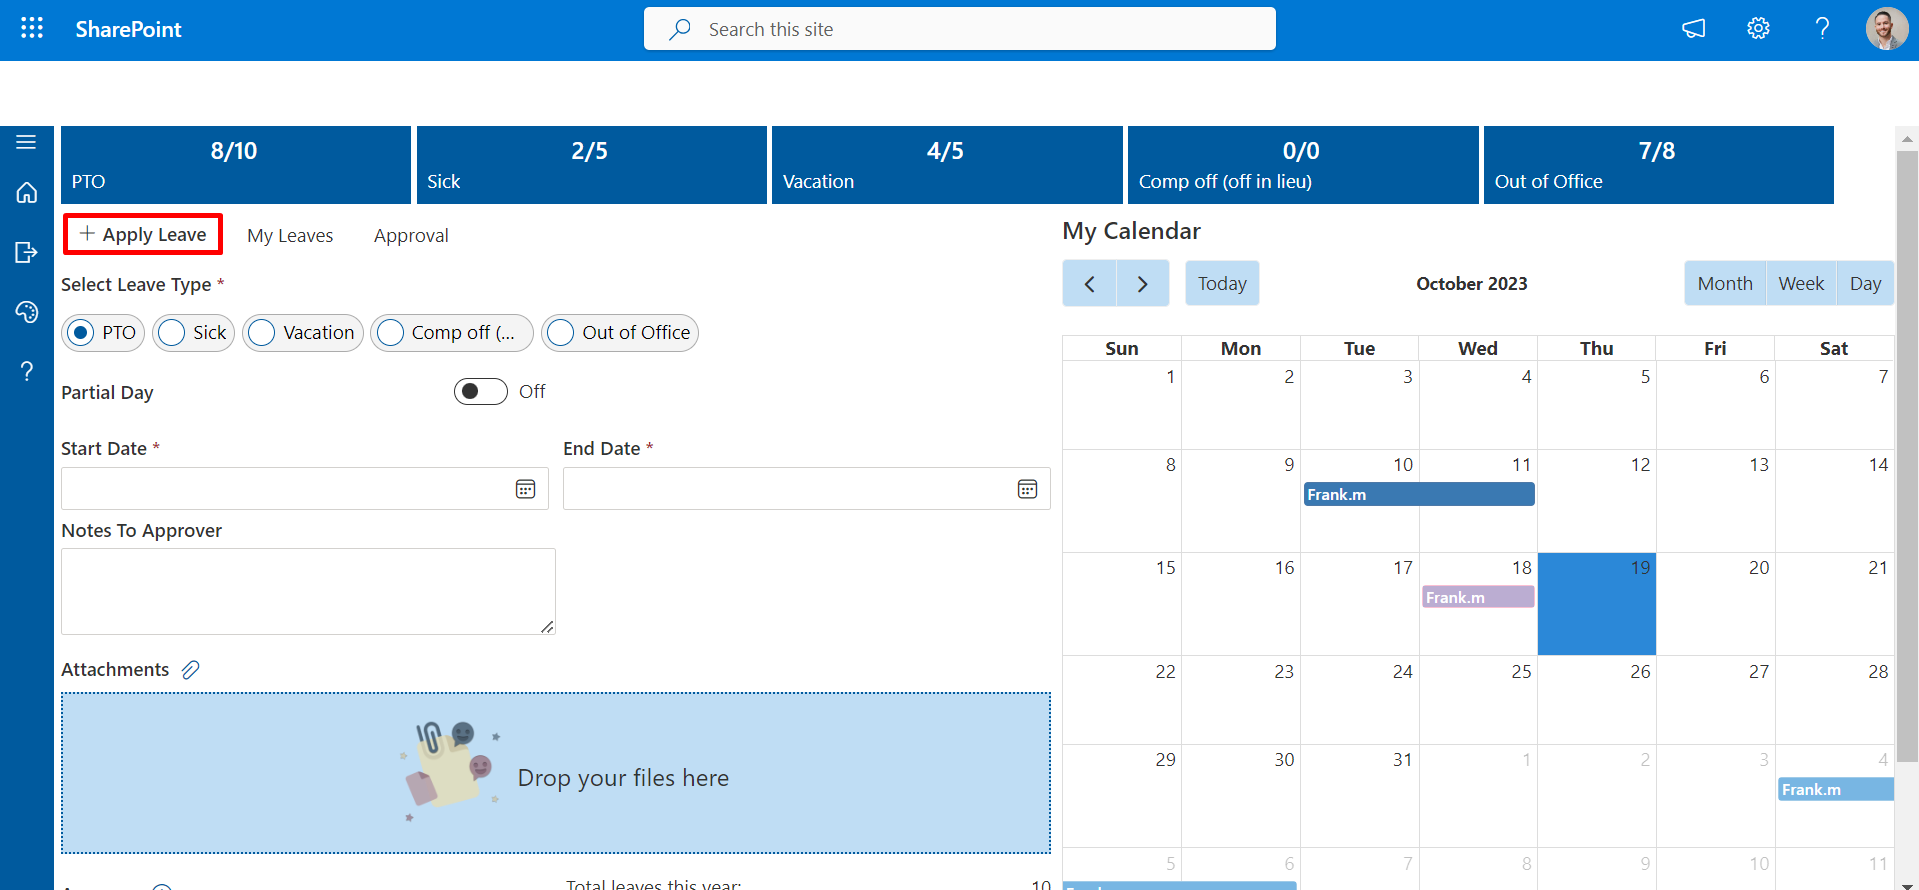 SharePoint
Search this site
8/10
PTO
2/5
Sick
4/5
Vacation
0/0
Comp off (off in lieu)
7/8
Out of Office
+ Apply Leave
My Leaves
Approval
Select Leave Type *
PTO
Sick
Vacation
Comp off (...
Out of Office
Partial Day
Off
Start Date *
End Date *
Notes To Approver
Attachments
Drop your files here
Total leaves this year:
10
My Calendar
Today
October 2023
Month
Week
Day
Sun Mon Tue Wed Thu Fri Sat
1 2 3 4 5 6 7
8 9 10 11 12 13 14
Frank.m
15 16 17 18 19 20 21
Frank.m
22 23 24 25 26 27 28
29 30 31 1 2 3 4
Frank.m
5 6 7 8 9 10 11